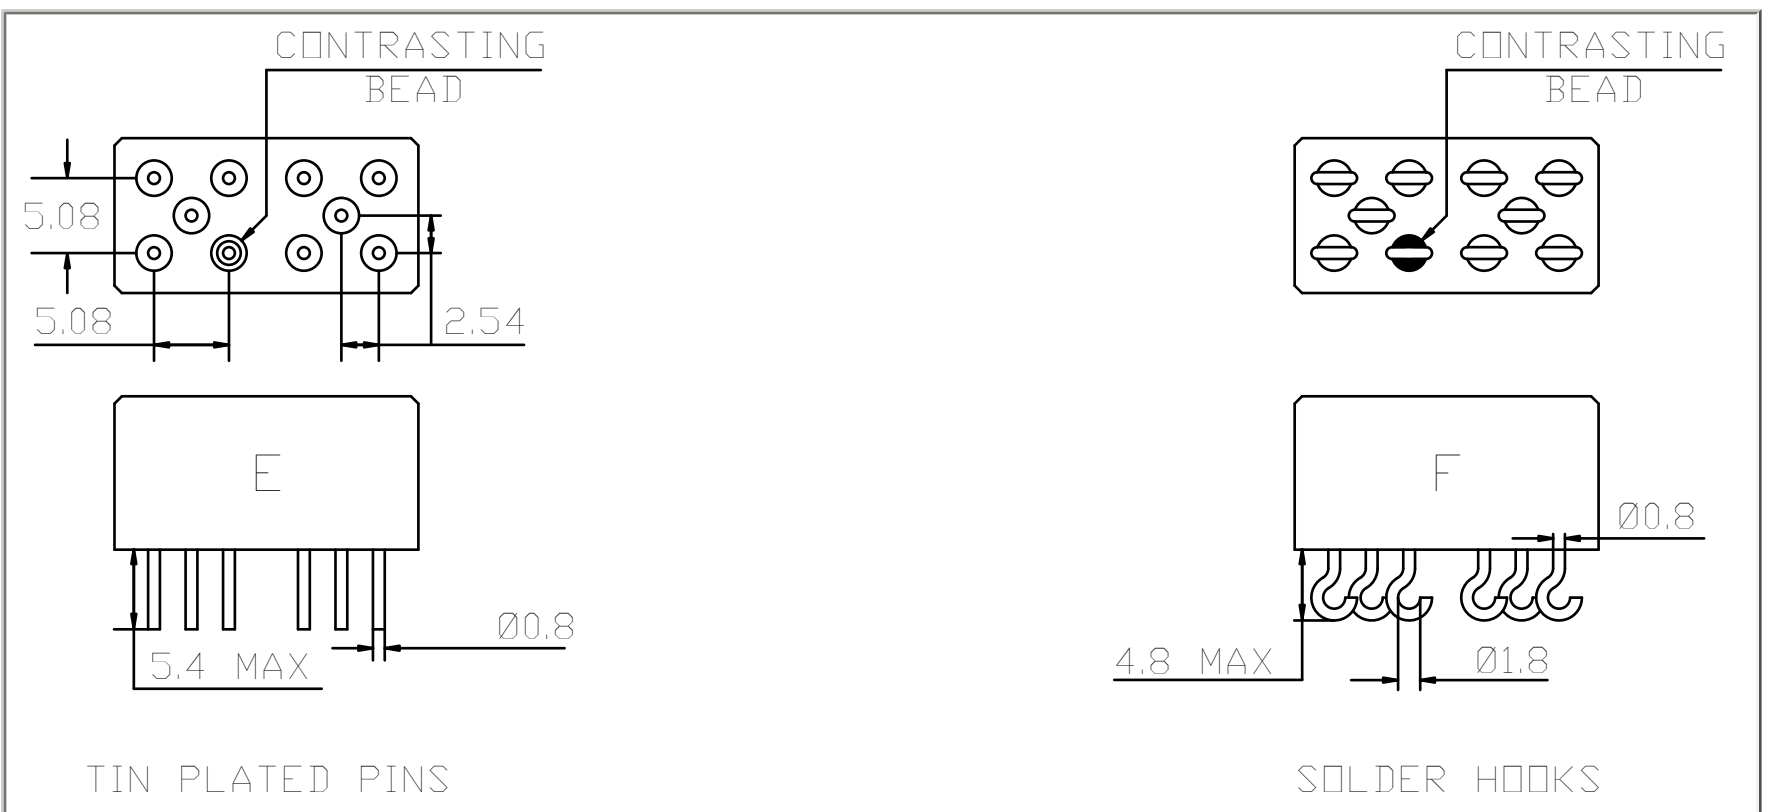 CONTRASTING
BEAD
5.08
5.08
2.54
E
Ø0.8
5.4 MAX
TIN PLATED PINS
CONTRASTING
BEAD
F
Ø0.8
4.8 MAX
Ø1.8
SOLDER HOOKS